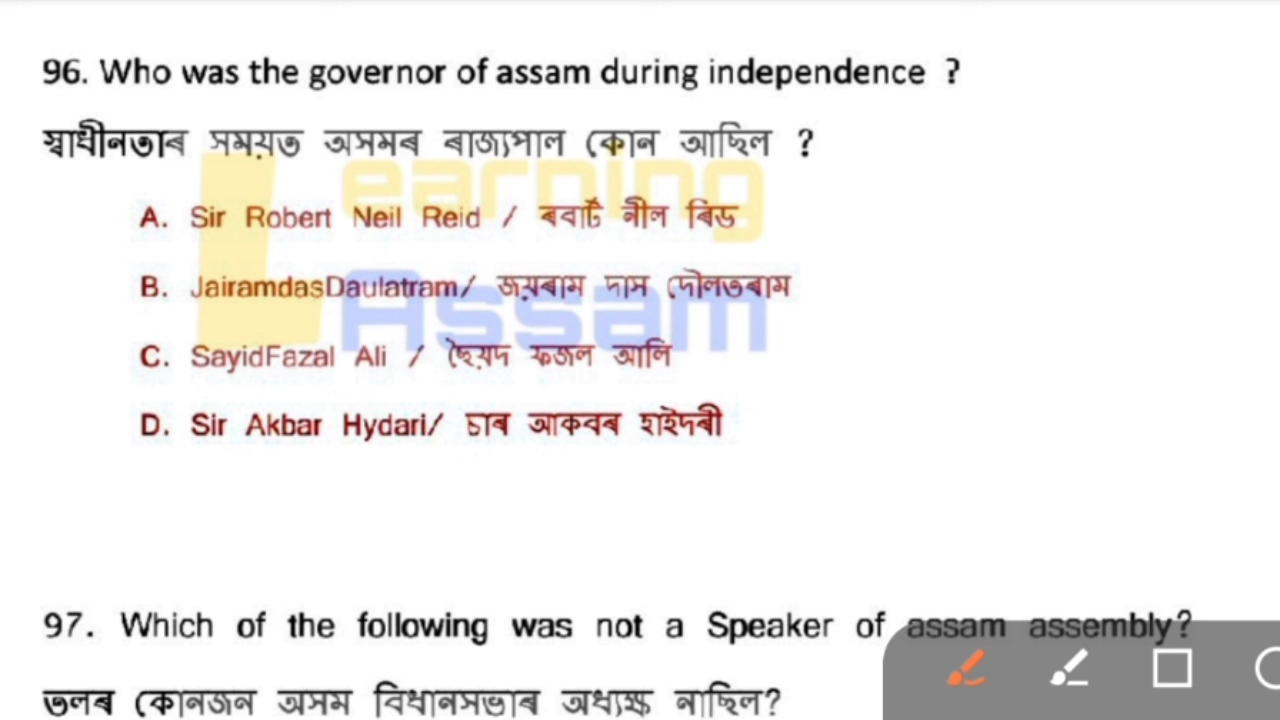 96. Who was the governor of assam during independence ?
স্বাধীনতাৰ সময়ত অসমৰ ৰাজ্যপাল কোন আছিল ?
Learning
Assam
A. Sir Robert Neil Reid / ৰবাৰ্ট নীল ৰিড
B. JairamdasDaulatram/ জয়ৰাম দাস দৌলতৰাম
C. SayidFazal Ali / ছৈয়দ ফজল আলি
D. Sir Akbar Hydari/ চাৰ আকবৰ হাইদৰী
97. Which of the following was not a Speaker of assam assembly?
তলৰ কোনজন অসম বিধানসভাৰ অধ্যক্ষ নাছিল?